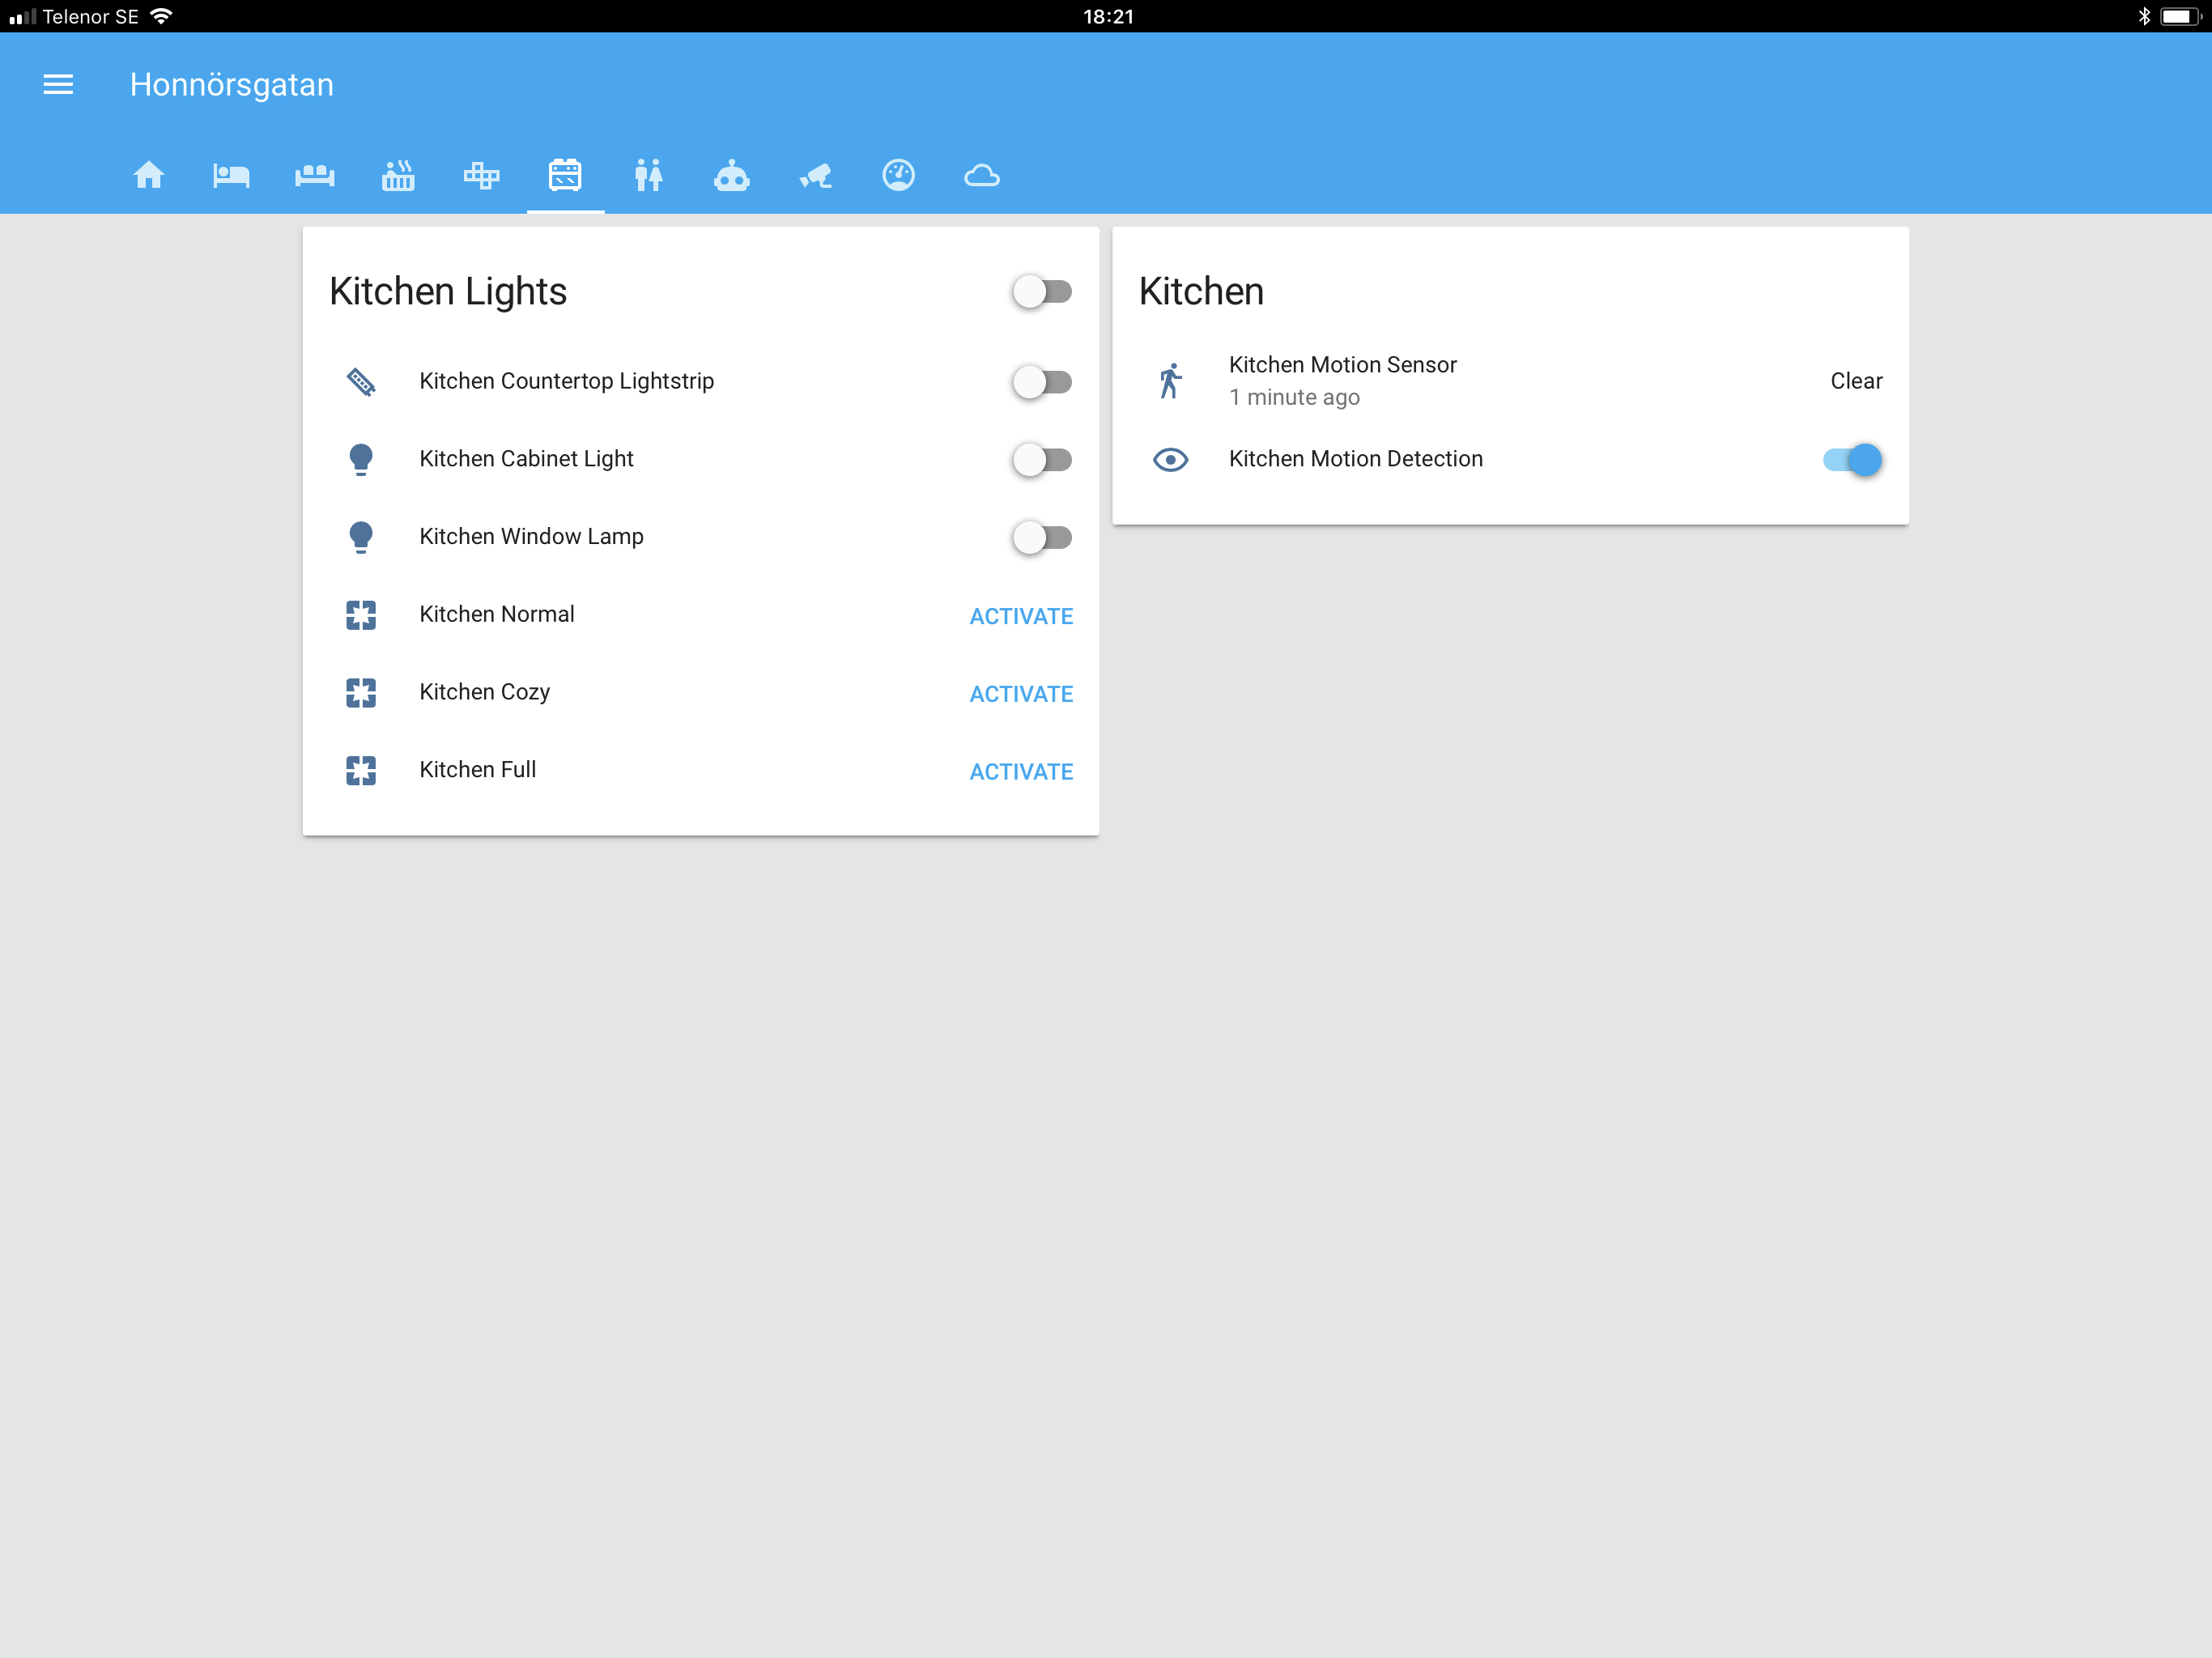 Telenor SE
18:21
Honnörsgatan
Kitchen Lights
Kitchen Countertop Lightstrip
Kitchen Cabinet Light
Kitchen Window Lamp
Kitchen Normal ACTIVATE
Kitchen Cozy ACTIVATE
Kitchen Full ACTIVATE
Kitchen
Kitchen Motion Sensor
1 minute ago
Clear
Kitchen Motion Detection